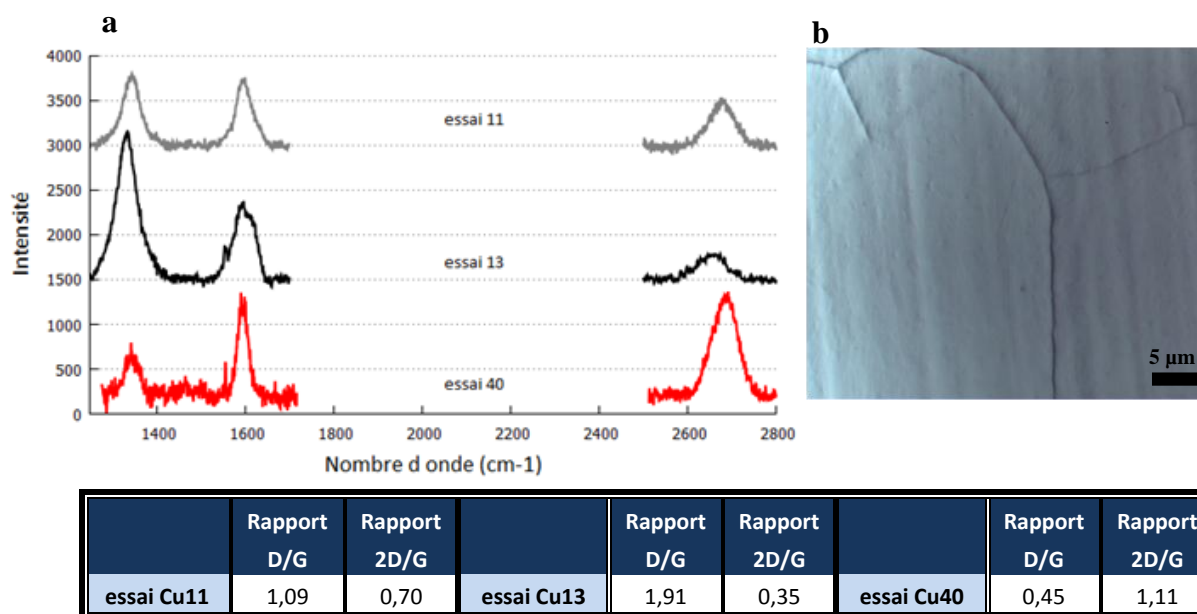 a
b
4000
3500
3000
2500
2000
1500
1000
500
0
Intensité
essai 11
essai 13
essai 40
1400 1600 1800 2000 2200 2400 2600 2800
Nombre d onde (cm-1)
5 µm
Rapport D/G Rapport 2D/G Rapport D/G Rapport 2D/G Rapport D/G Rapport 2D/G
essai Cu11 1,09 0,70 essai Cu13 1,91 0,35 essai Cu40 0,45 1,11